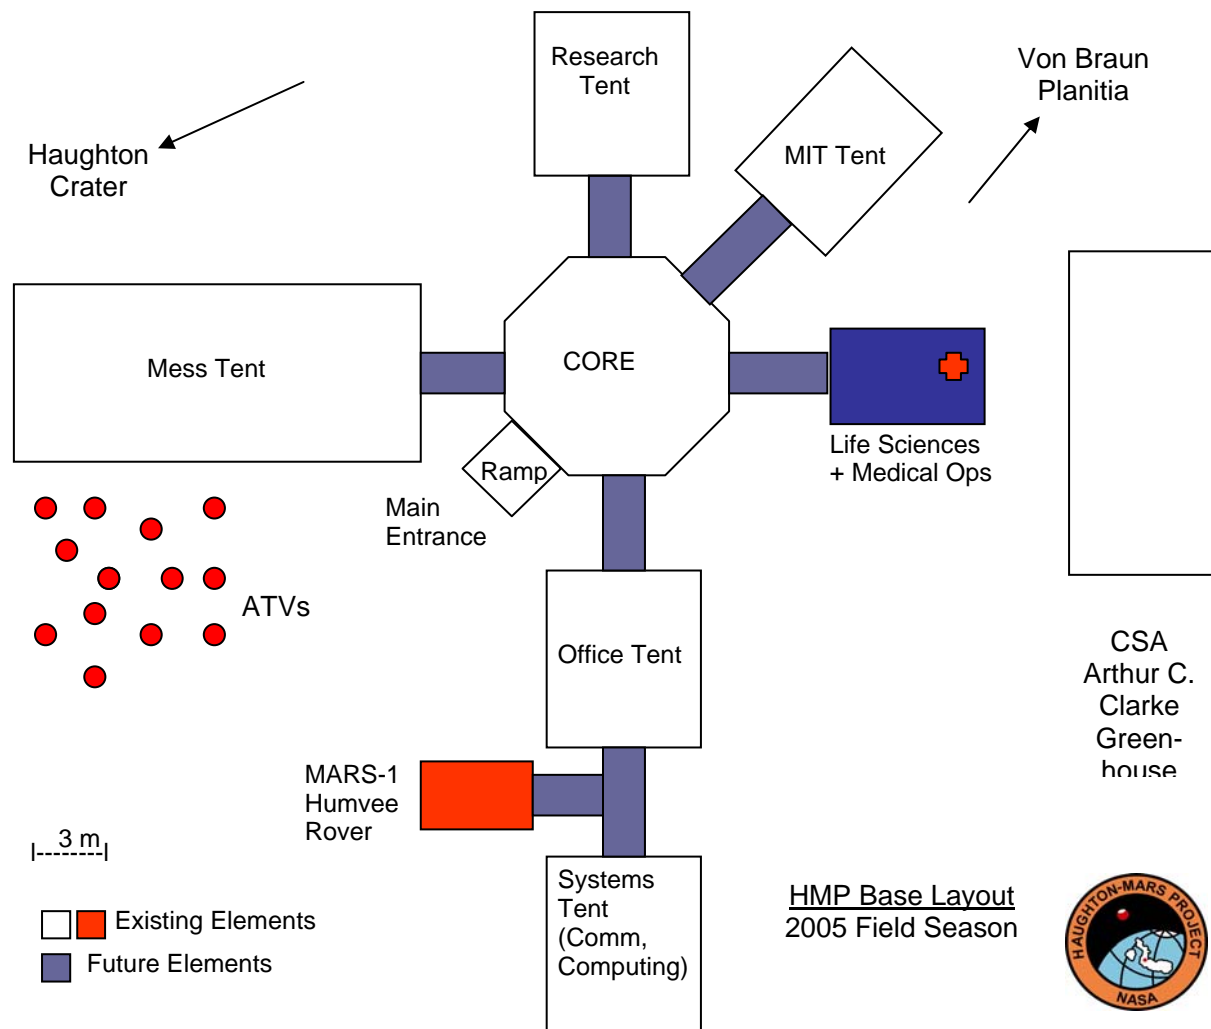 Research
Tent
Von Braun
Planitia
MIT Tent
Haughton
Crater
Mess Tent
CORE
Life Sciences
+ Medical Ops
Ramp
Main
Entrance
ATVs
Office Tent
CSA
Arthur C.
Clarke
Green-
house
MARS-1
Humvee
Rover
3 m
|--------|
Systems
Tent
(Comm,
Computing)
HMP Base Layout
2005 Field Season
Existing Elements
Future Elements
HAUGHTON-MARS PROJECT
NASA